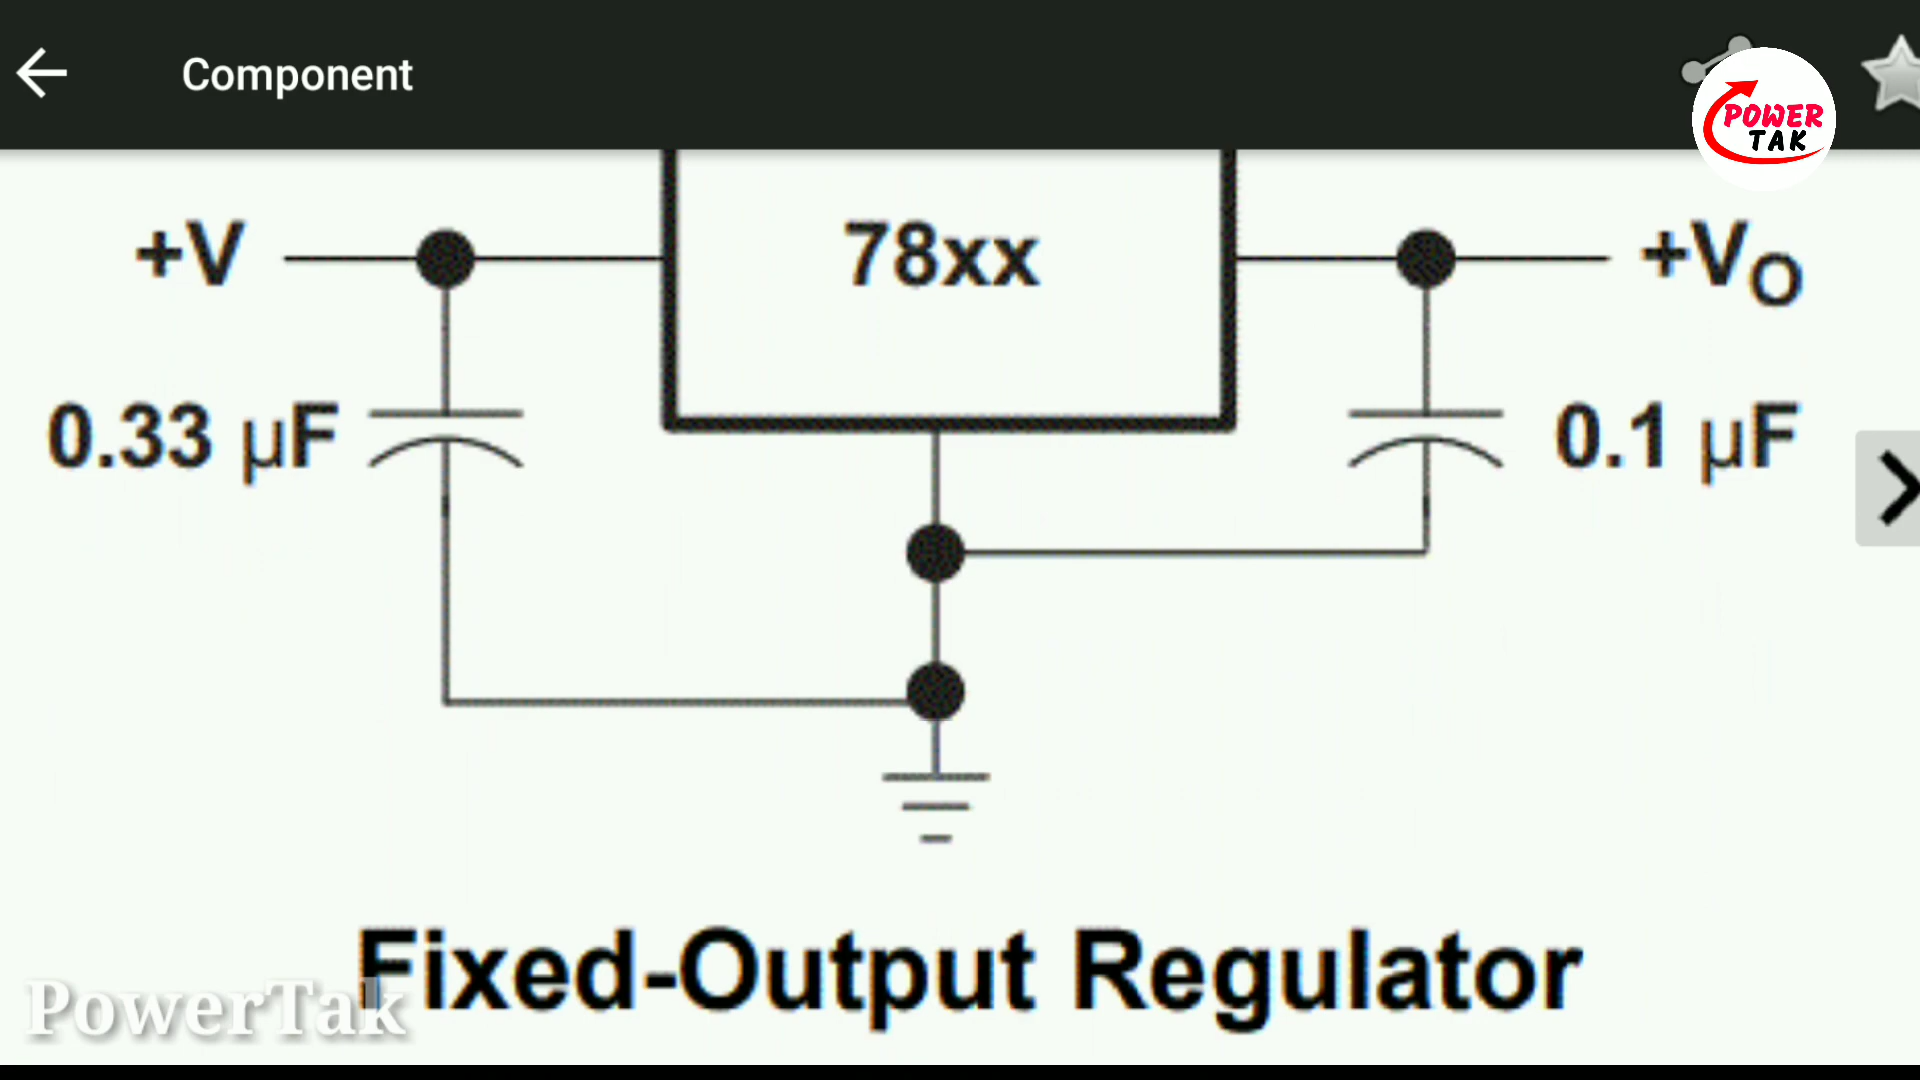 Component
POWER
TAK
+V
78xx
+VO
0.33 µF
0.1 µF
Fixed-Output Regulator
PowerTak